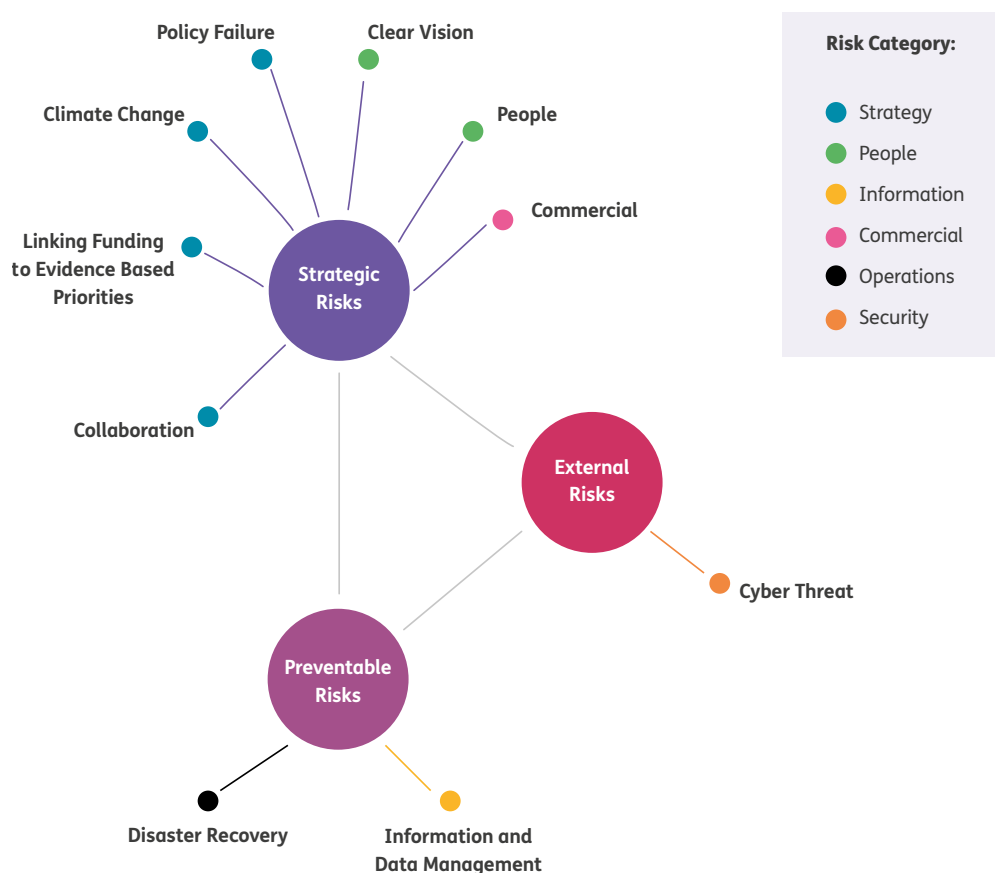 Policy Failure
Clear Vision
Climate Change
People
Commercial
Linking Funding
to Evidence Based
Priorities
Strategic
Risks
Collaboration
External
Risks
Cyber Threat
Preventable
Risks
Disaster Recovery
Information and
Data Management
Risk Category:
Strategy
People
Information
Commercial
Operations
Security